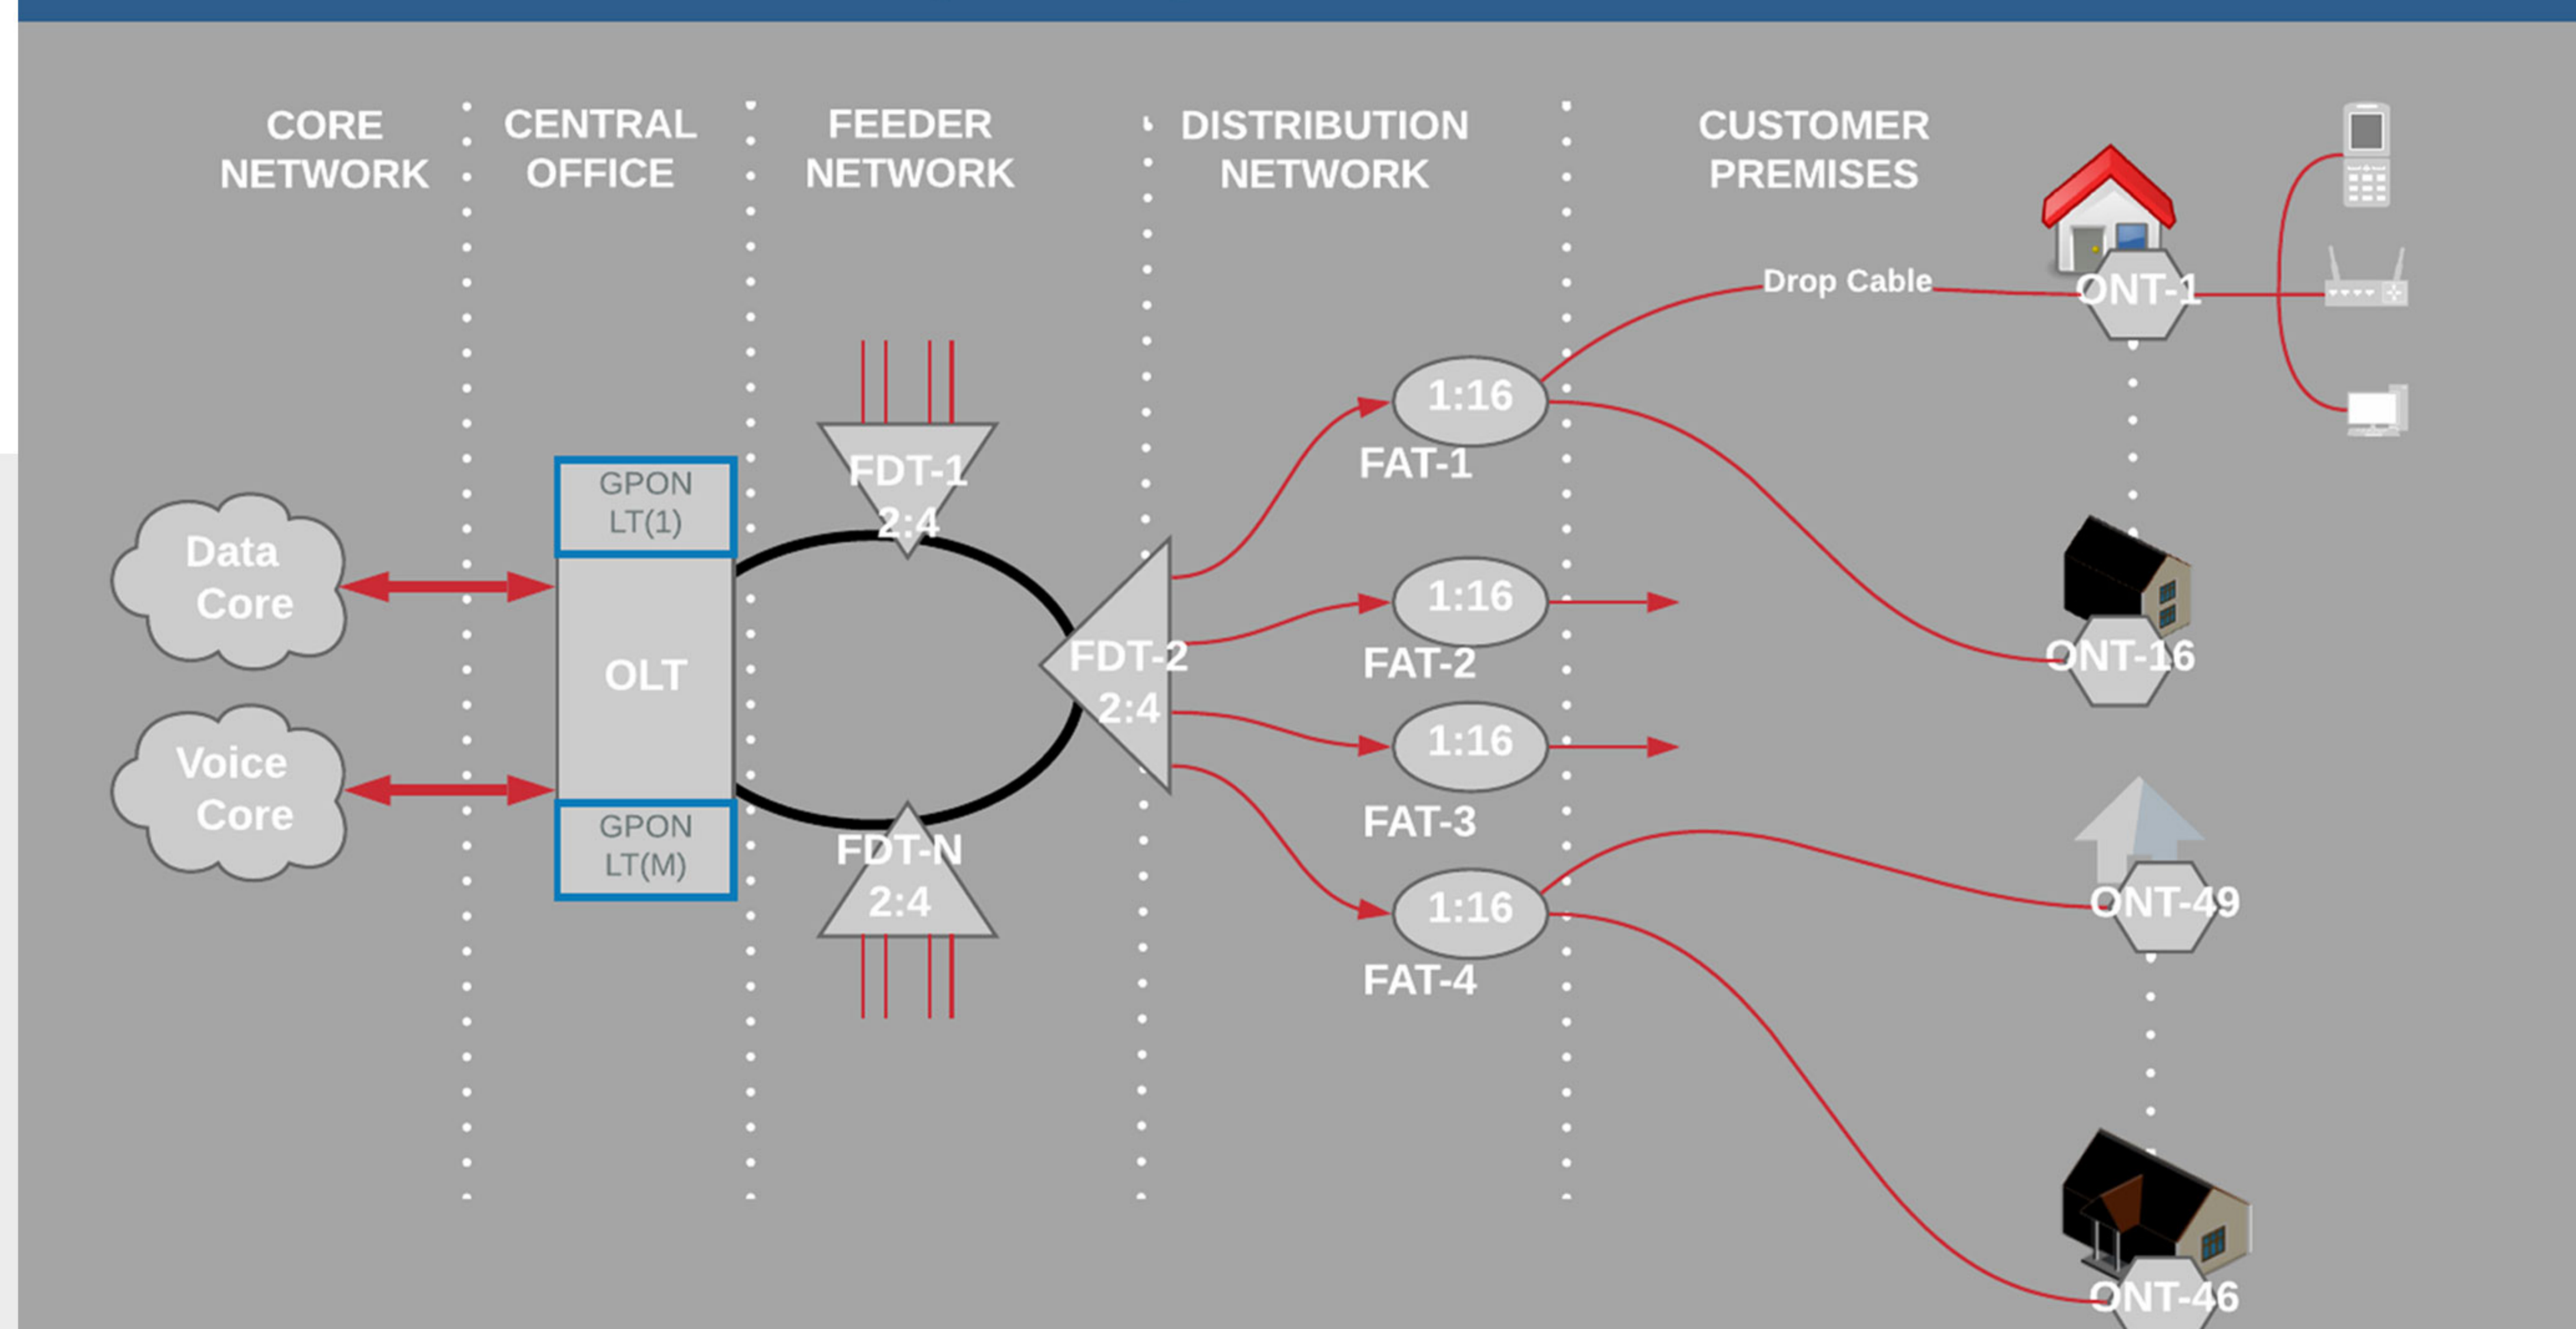 CORE
NETWORK
CENTRAL
OFFICE
FEEDER
NETWORK
DISTRIBUTION
NETWORK
CUSTOMER
PREMISES
Data
Core
Voice
Core
GPON
LT(1)
OLT
GPON
LT(M)
FDT-1
2:4
FDT-2
2:4
FDT-N
2:4
1:16
FAT-1
1:16
FAT-2
1:16
FAT-3
1:16
FAT-4
Drop Cable
ONT-1
ONT-16
ONT-49
ONT-46